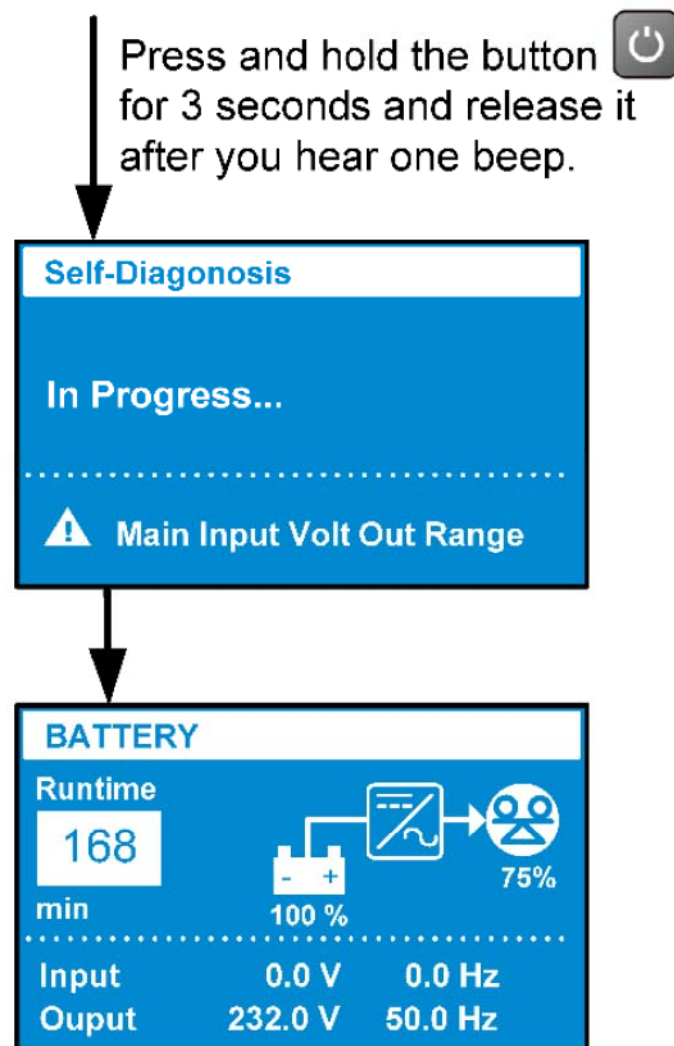 Press and hold the button
for 3 seconds and release it
after you hear one beep.
Self-Diagonosis
In Progress...
Main Input Volt Out Range
BATTERY
Runtime
168
min
- +
100 %
75%
Input 0.0 V 0.0 Hz
Ouput 232.0 V 50.0 Hz